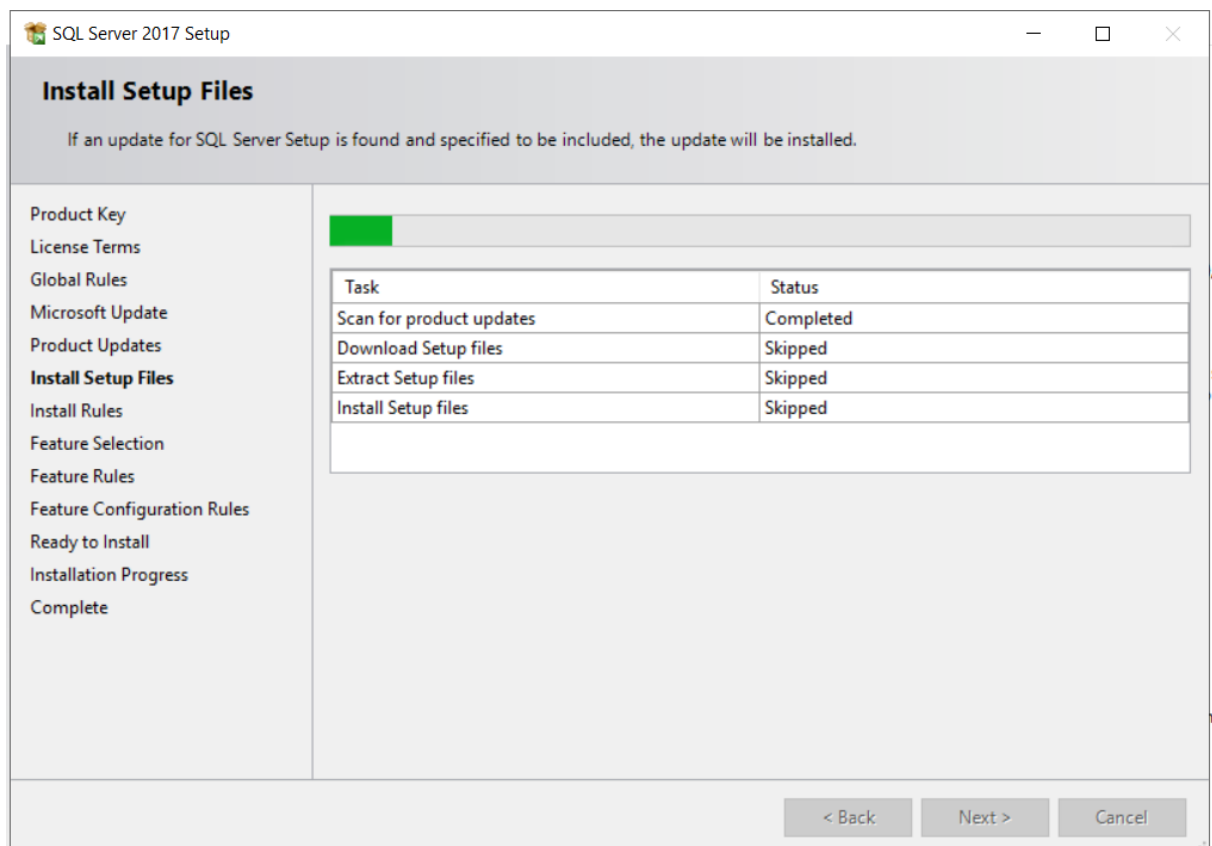 SQL Server 2017 Setup
Install Setup Files
If an update for SQL Server Setup is found and specified to be included, the update will be installed.
Product Key
License Terms
Global Rules
Microsoft Update
Product Updates
Install Setup Files
Install Rules
Feature Selection
Feature Rules
Feature Configuration Rules
Ready to Install
Installation Progress
Complete
Task Status
Scan for product updates Completed
Download Setup files Skipped
Extract Setup files Skipped
Install Setup files Skipped
< Back Next > Cancel